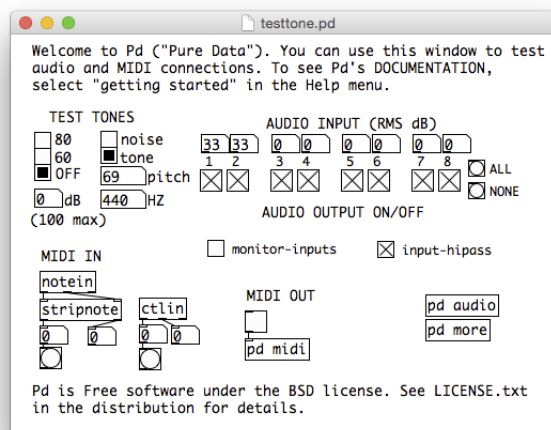 testtone.pd
Welcome to Pd ("Pure Data"). You can use this window to test
audio and MIDI connections. To see Pd's DOCUMENTATION,
select "getting started" in the Help menu.
TEST TONES
AUDIO INPUT (RMS dB)
80 noise
60 tone
OFF 69 pitch
0 dB 440 HZ
(100 max)
33 33 0 0 0 0 0 0
1 2 3 4 5 6 7 8
ALL
NONE
AUDIO OUTPUT ON/OFF
monitor-inputs input-hipass
MIDI IN
notein
stripnote ctlin
0 0 0 0
MIDI OUT
pd midi
pd audio
pd more
Pd is Free software under the BSD license. See LICENSE.txt
in the distribution for details.